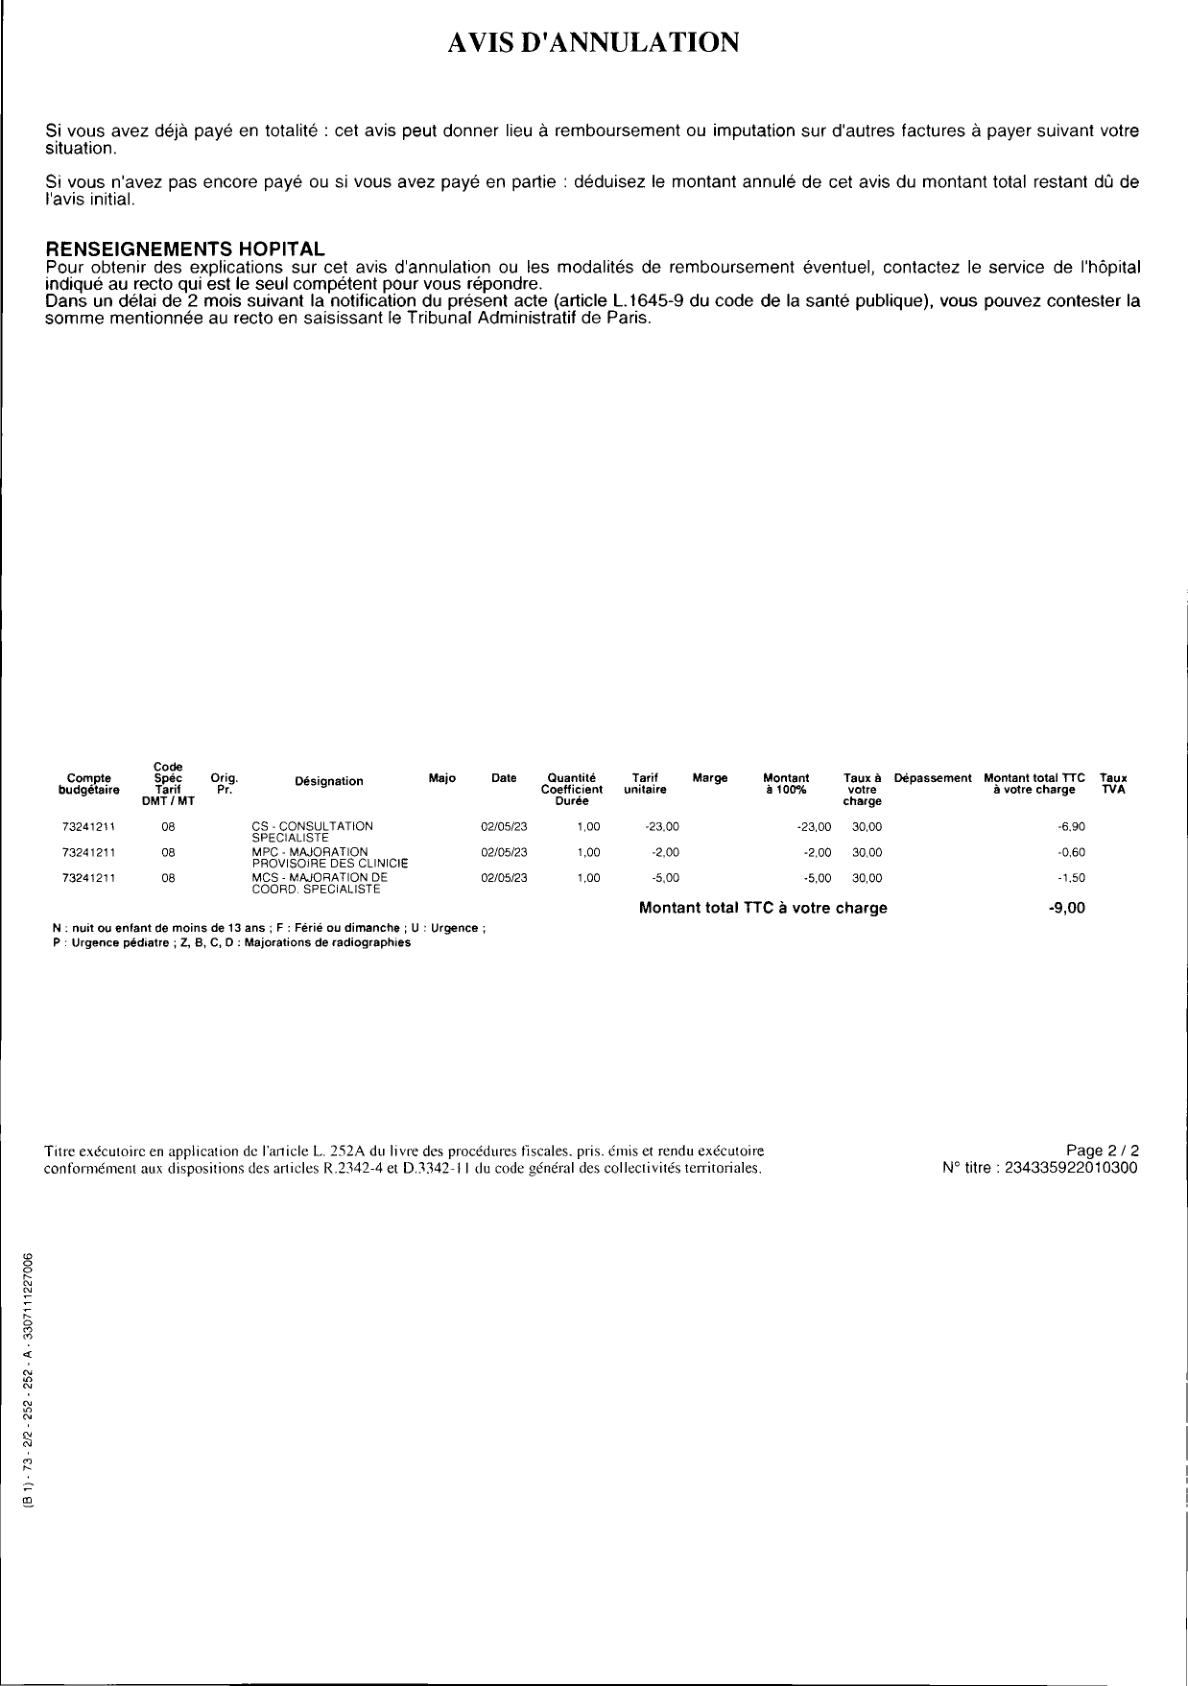 AVIS D'ANNULATION
Si vous avez déjà payé en totalité : cet avis peut donner lieu à remboursement ou imputation sur d'autres factures à payer suivant votre
situation.
Si vous n'avez pas encore payé ou si vous avez payé en partie : déduisez le montant annulé de cet avis du montant total restant dû de
l'avis initial.
RENSEIGNEMENTS HOPITAL
Pour obtenir des explications sur cet avis d'annulation ou les modalités de remboursement éventuel, contactez le service de l'hôpital
indiqué au recto qui est le seul compétent pour vous répondre.
Dans un délai de 2 mois suivant la notification du présent acte (article L.1645-9 du code de la santé publique), vous pouvez contester la
somme mentionnée au recto en saisissant le Tribunal Administratif de Paris.
Code
Compte Spéc Orig. Désignation Majo Date Quantité Tarif Marge Montant Taux à Dépassement Montant total TTC Taux
budgétaire Tarif Pr. Coefficient unitaire à 100% votre à votre charge TVA
DMT / MT Durée charge
73241211 08 CS - CONSULTATION 02/05/23 1,00 -23,00 -23,00 30,00 -6,90
SPECIALISTE
73241211 08 MPC - MAJORATION 02/05/23 1,00 -2,00 -2,00 30,00 -0,60
PROVISOIRE DES CLINICIE
73241211 08 MCS - MAJORATION DE 02/05/23 1,00 -5,00 -5,00 30,00 -1,50
COORD. SPECIALISTE
Montant total TTC à votre charge -9,00
N : nuit ou enfant de moins de 13 ans ; F : Férié ou dimanche ; U : Urgence ;
P : Urgence pédiatre ; Z, B, C, D : Majorations de radiographies
Titre exécutoire en application de l'article L. 252A du livre des procédures fiscales, pris, émis et rendu exécutoire Page 2 / 2
conformément aux dispositions des articles R.2342-4 et D.3342-11 du code général des collectivités territoriales. N° titre : 234335922010300
(B 1) - 73 - 2/2 - 252 - 252 - A - 3307111227006